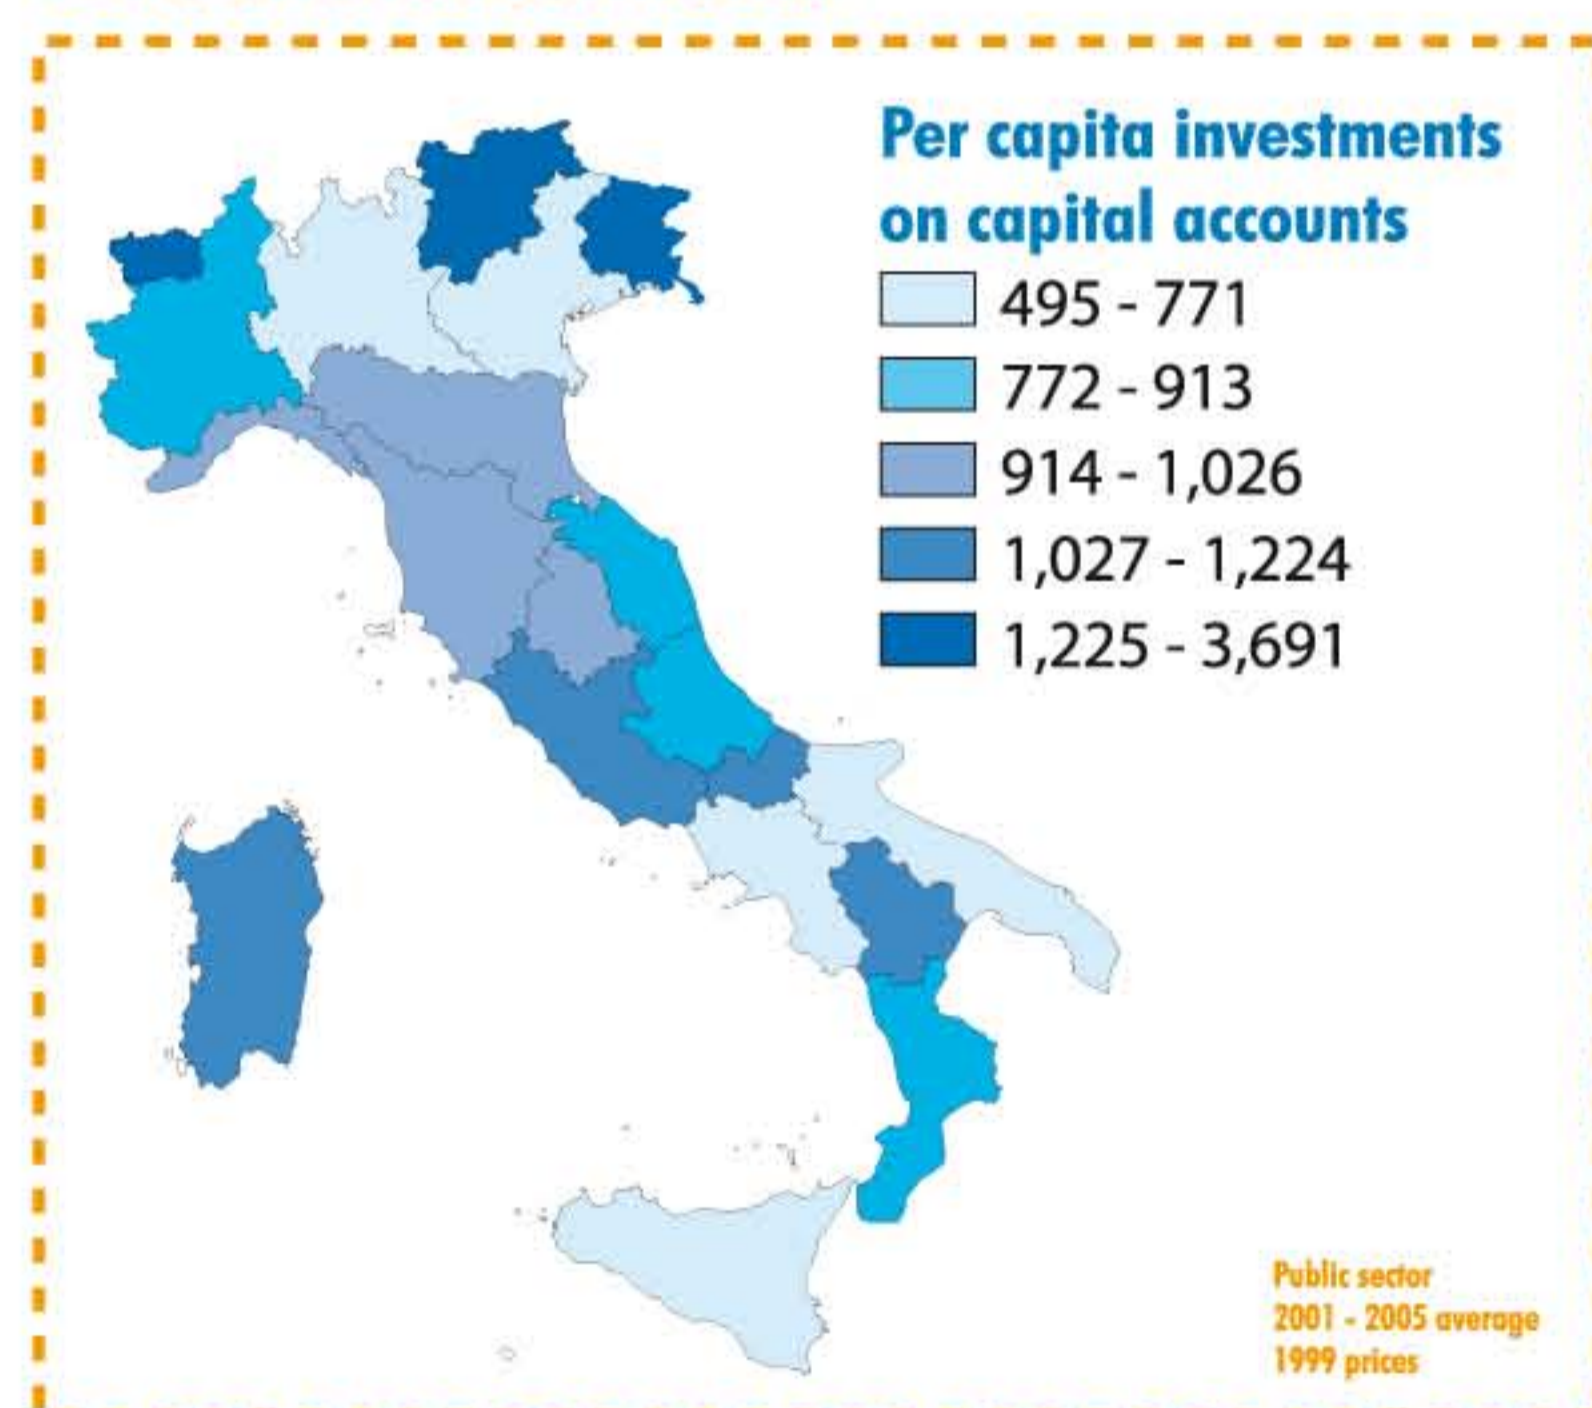 Per capita investments
on capital accounts
495 - 771
772 - 913
914 - 1,026
1,027 - 1,224
1,225 - 3,691
Public sector
2001 - 2005 average
1999 prices